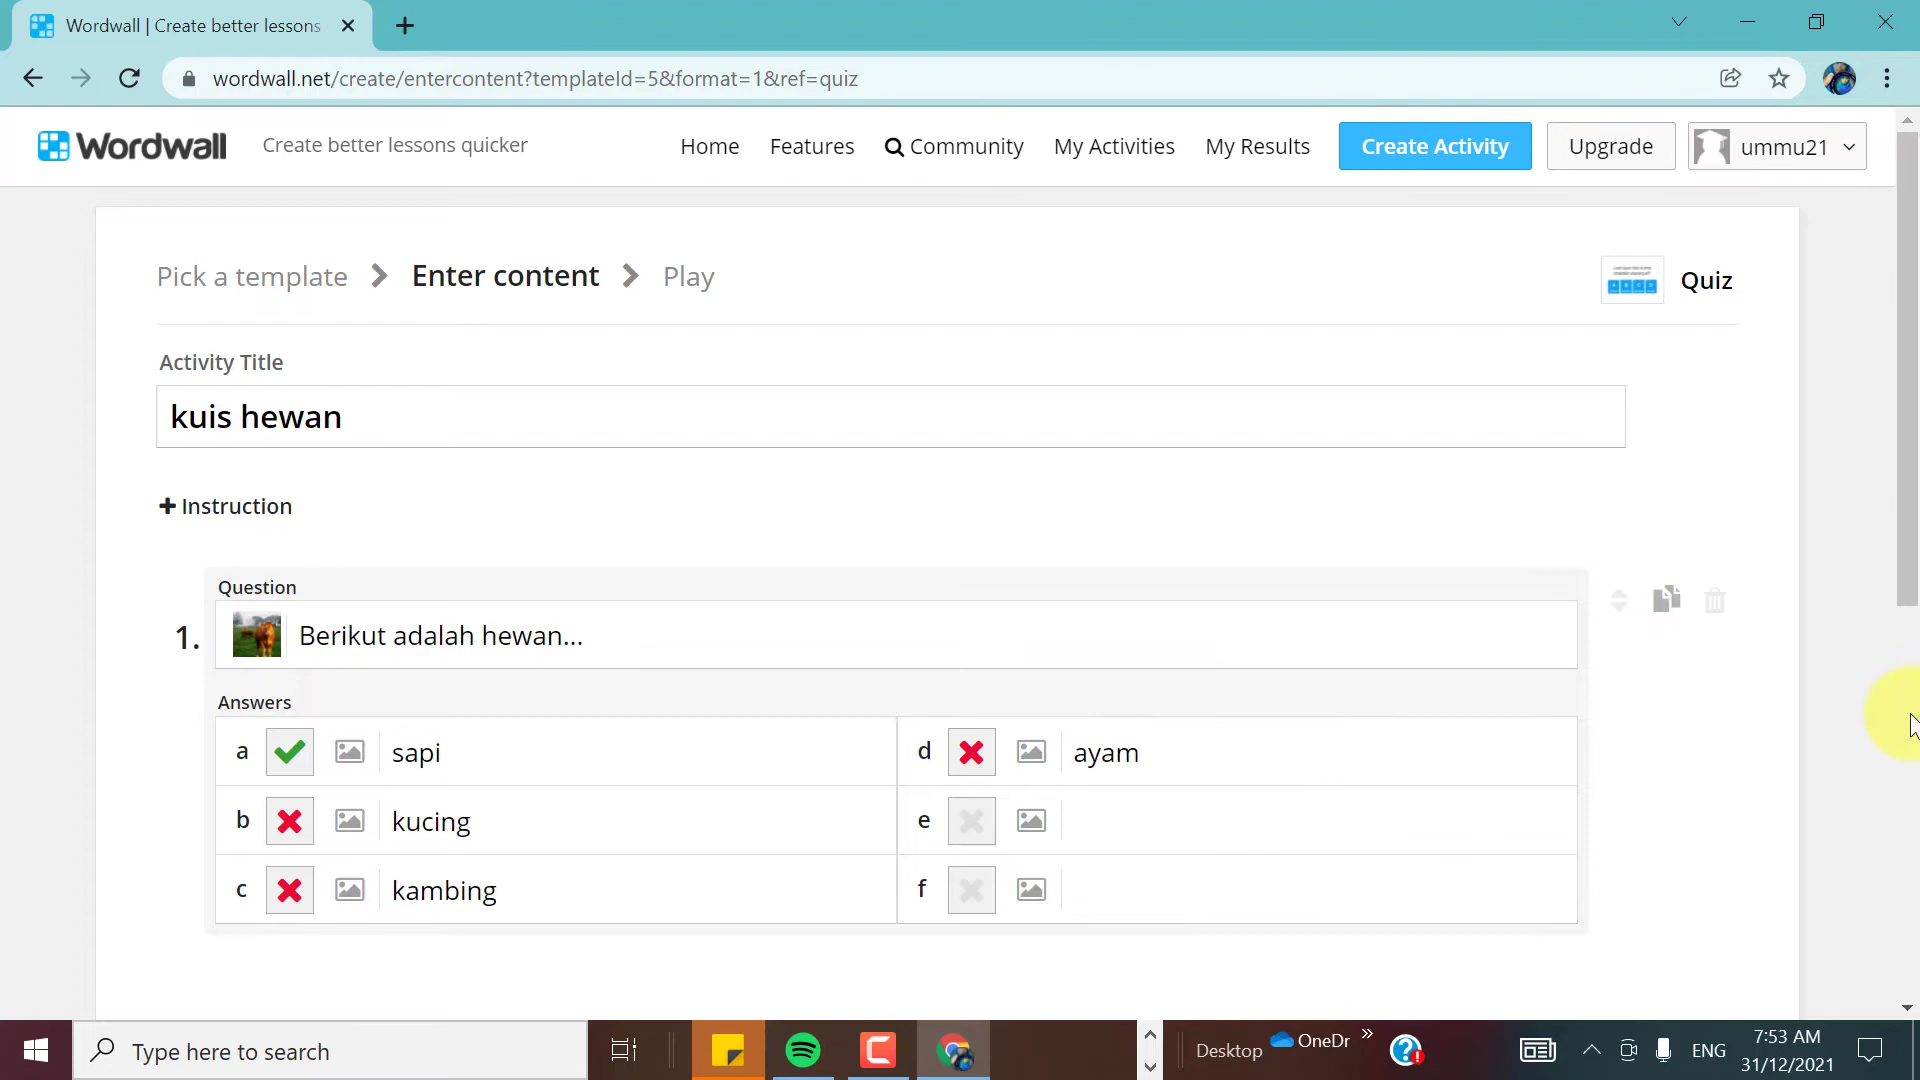 Wordwall | Create better lessons
wordwall.net/create/entercontent?templateId=5&format=1&ref=quiz
Wordwall Create better lessons quicker Home Features Community My Activities My Results Create Activity Upgrade ummu21
Pick a template Enter content Play Quiz
Activity Title
kuis hewan
Instruction
Question
1. Berikut adalah hewan...
Answers
a sapi d ayam
b kucing e
c kambing f
Type here to search Desktop OneDr ENG 7:53 AM
31/12/2021